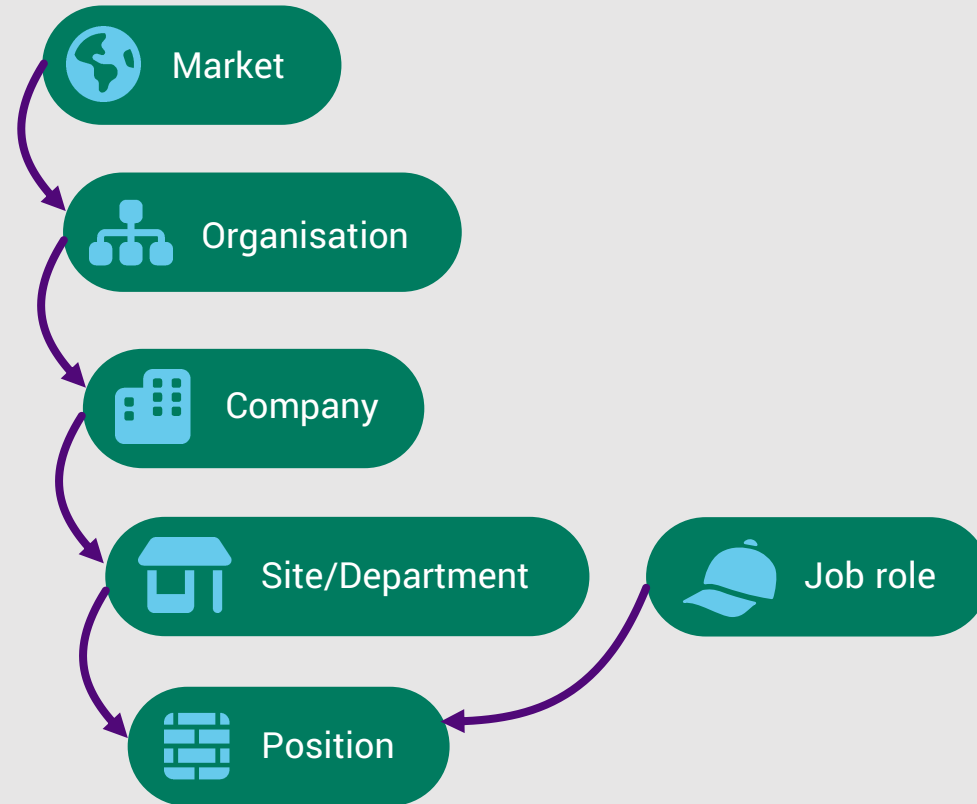 Market
Organisation
Company
Site/Department
Job role
Position